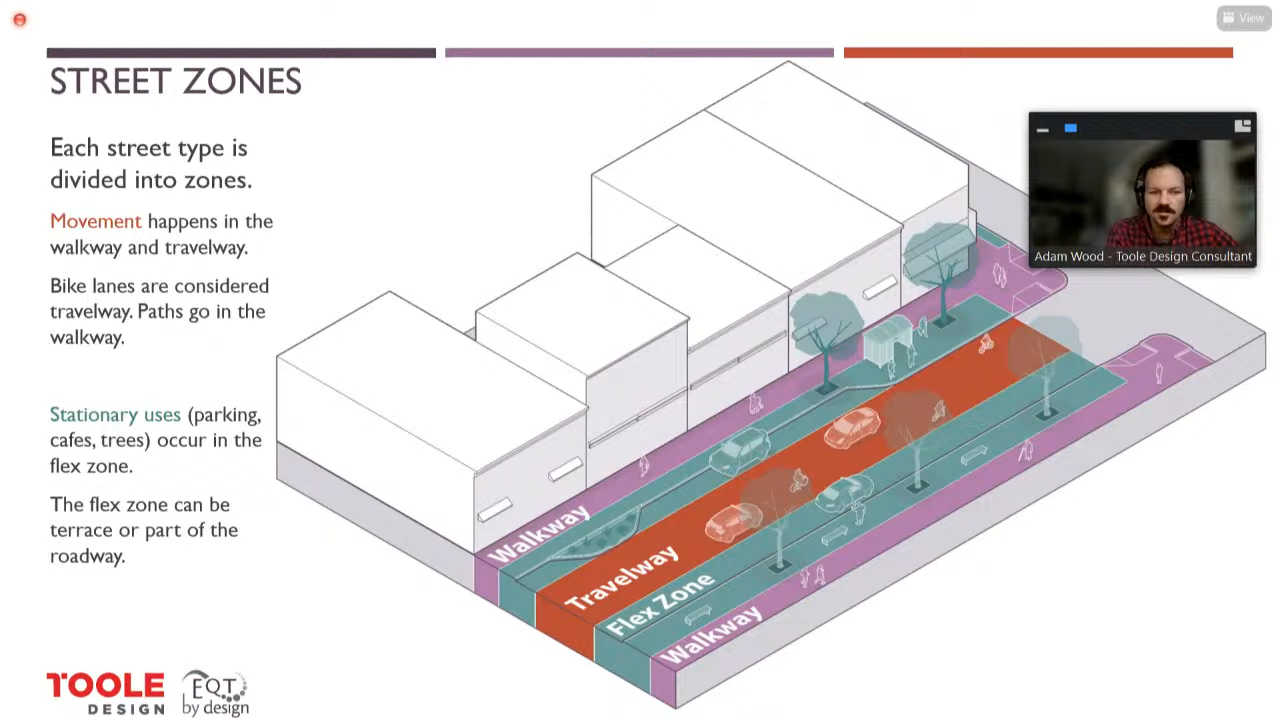 View
STREET ZONES
Each street type is
divided into zones.
Movement happens in the
walkway and travelway.
Bike lanes are considered
travelway. Paths go in the
walkway.
Stationary uses (parking,
cafes, trees) occur in the
flex zone.
The flex zone can be
terrace or part of the
roadway.
Adam Wood - Toole Design Consultant
Walkway
Travelway
Flex Zone
Walkway
TOOLE
DESIGN
EQT
by design